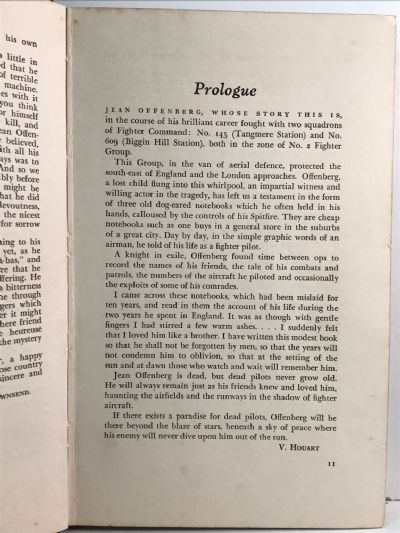 his own
little in
d that he
of terrible
machine.
es with it
you think
or himself
kill, and
ean Offen-
believed,
ith all his
ays was to
And so we
bly before
might be
hat he did
devoutness,
the nicest
for sorrow
ning to his
yet, as he
a-bas," and
re that he
ffering. He
bitterness
me through
gers which
er it might
here friend
e heureuse
the mystery
r, a happy
ose country
sincere and
WNSEND.
Prologue
JEAN OFFENBERG, WHOSE STORY THIS IS,
in the course of his brilliant career fought with two squadrons
of Fighter Command: No. 145 (Tangmere Station) and No.
609 (Biggin Hill Station), both in the zone of No. 2 Fighter
Group.
This Group, in the van of aerial defence, protected the
south-east of England and the London approaches. Offenberg,
a lost child flung into this whirlpool, an impartial witness and
willing actor in the tragedy, has left us a testament in the form
of three old dog-eared notebooks which he often held in his
hands, calloused by the controls of his Spitfire. They are cheap
notebooks such as one buys in a general store in the suburbs
of a great city. Day by day, in the simple graphic words of an
airman, he told of his life as a fighter pilot.
A knight in exile, Offenberg found time between ops to
record the names of his friends, the tale of his combats and
patrols, the numbers of the aircraft he piloted and occasionally
the exploits of some of his comrades.
I came across these notebooks, which had been mislaid for
ten years, and read in them the account of his life during the
two years he spent in England. It was as though with gentle
fingers I had stirred a few warm ashes. . . . I suddenly felt
that I loved him like a brother. I have written this modest book
so that he shall not be forgotten by men, so that the years will
not condemn him to oblivion, so that at the setting of the
sun and at dawn those who watch and wait will remember him.
Jean Offenberg is dead, but dead pilots never grow old.
He will always remain just as his friends knew and loved him,
haunting the airfields and the runways in the shadow of fighter
aircraft.
If there exists a paradise for dead pilots, Offenberg will be
there beyond the blaze of stars, beneath a sky of peace where
his enemy will never dive upon him out of the sun.
V. HOUART
11